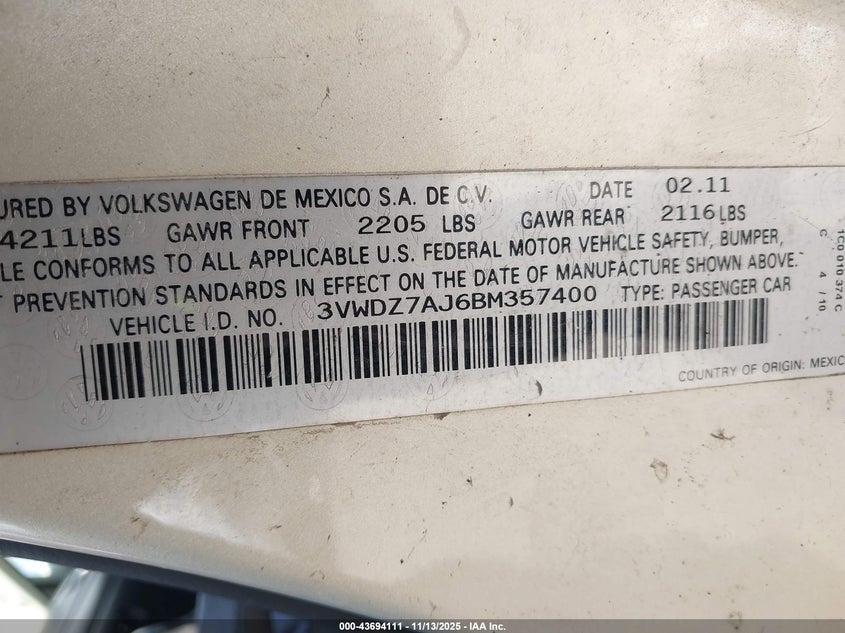 URED BY VOLKSWAGEN DE MEXICO S.A. DE C.V. DATE 02.11
4211LBS GAWR FRONT 2205 LBS GAWR REAR 2116LBS
LE CONFORMS TO ALL APPLICABLE U.S. FEDERAL MOTOR VEHICLE SAFETY, BUMPER,
T PREVENTION STANDARDS IN EFFECT ON THE DATE OF MANUFACTURE SHOWN ABOVE.
VEHICLE I.D. NO. 3VWDZ7AJ6BM357400 TYPE: PASSENGER CAR
COUNTRY OF ORIGIN: MEXIC
1C0 010 374 C
C 4 / 10
000-43694111 - 11/13/2025 - IAA Inc.